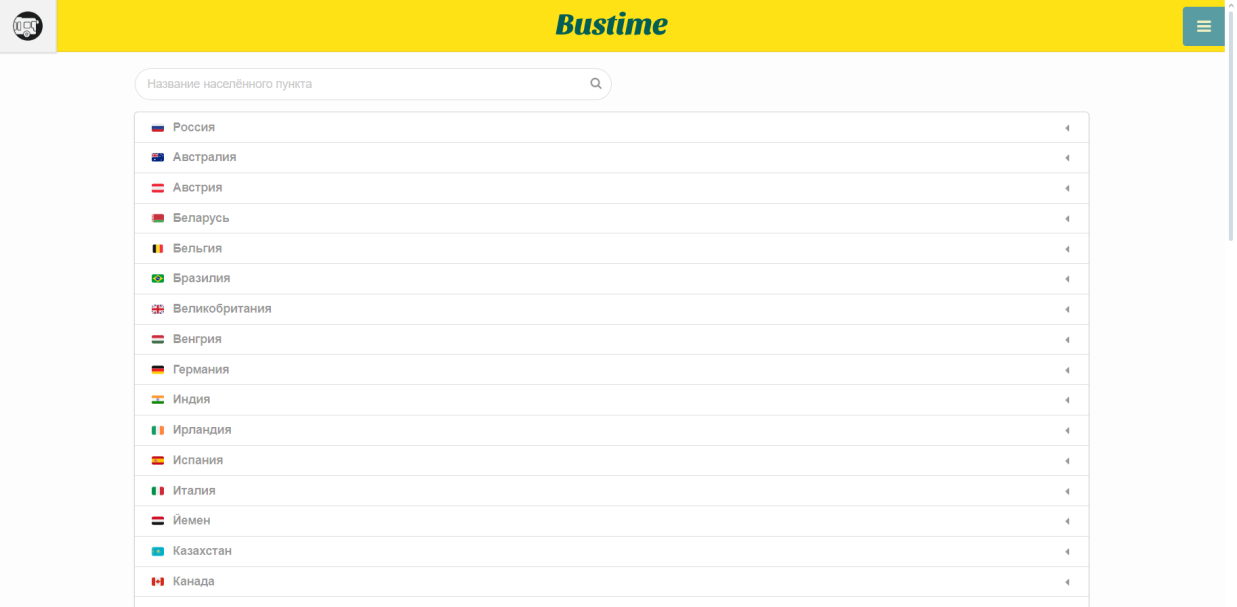 Bustime
Название населённого пункта
Россия
Австралия
Австрия
Беларусь
Бельгия
Бразилия
Великобритания
Венгрия
Германия
Индия
Ирландия
Испания
Италия
Йемен
Казахстан
Канада